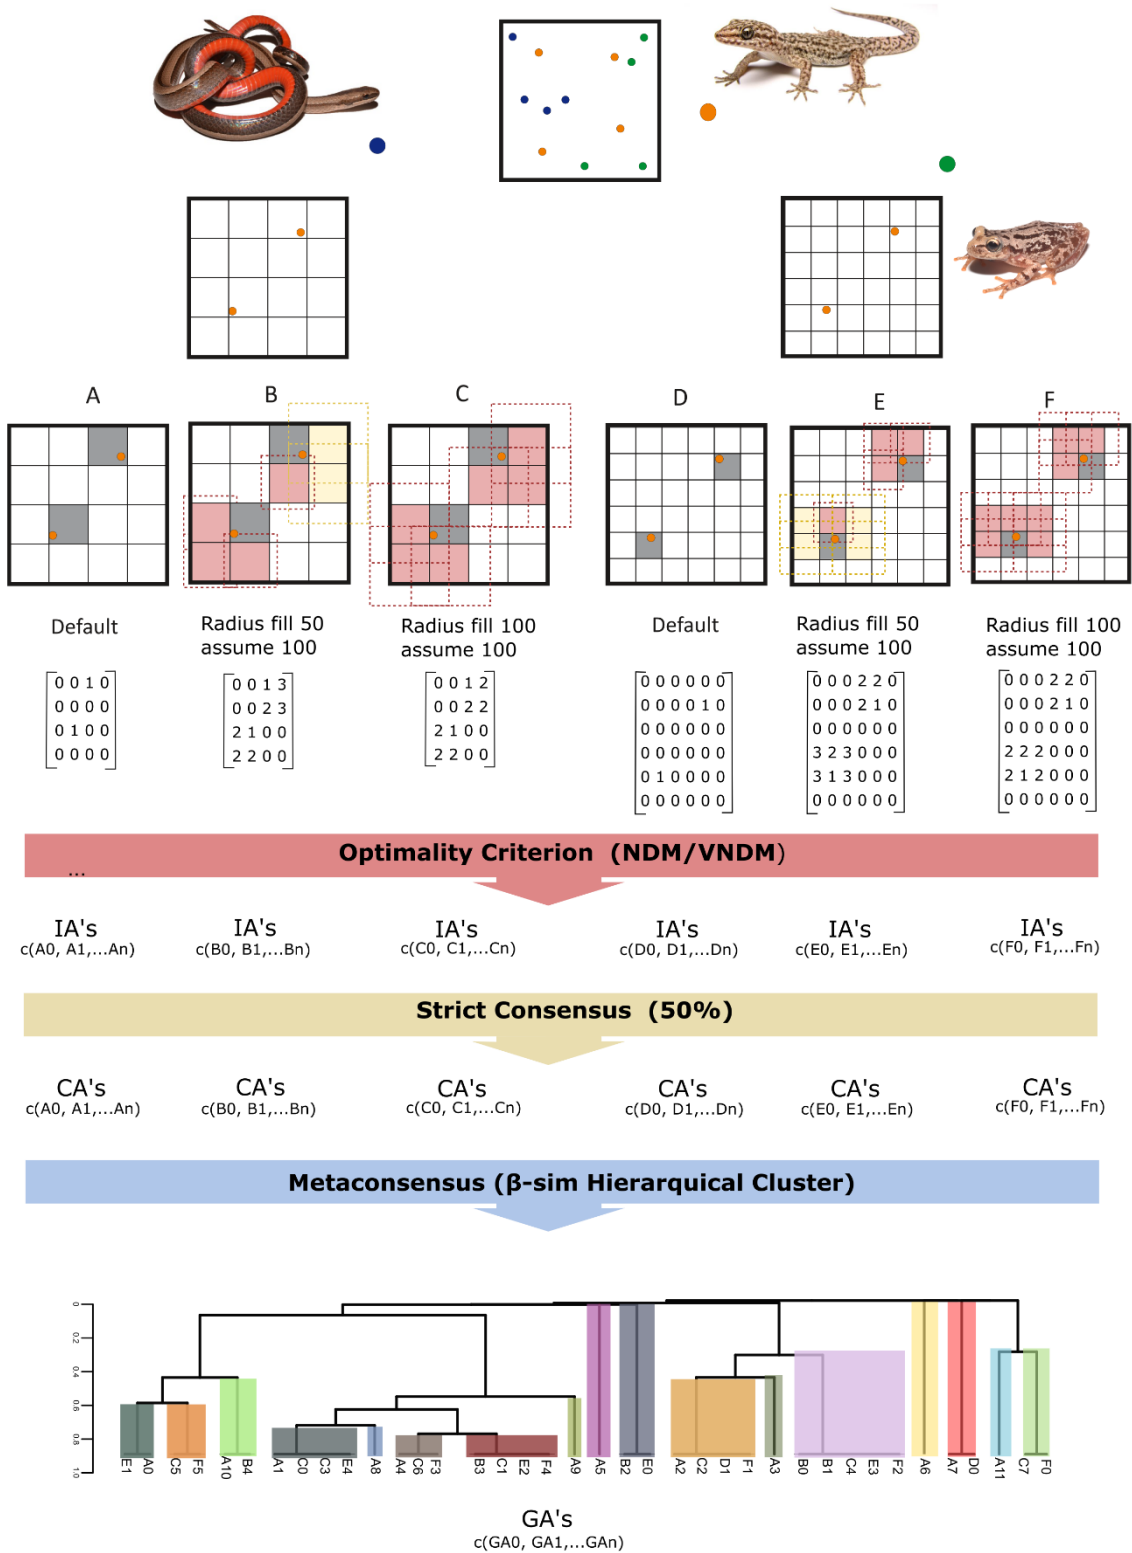 A
B
C
D
E
F
Default
Radius fill 50
assume 100
Radius fill 100
assume 100
Default
Radius fill 50
assume 100
Radius fill 100
assume 100
0 0 1 0
0 0 0 0
0 1 0 0
0 0 0 0
0 0 1 3
0 0 2 3
2 1 0 0
2 2 0 0
0 0 1 2
0 0 2 2
2 1 0 0
2 2 0 0
0 0 0 0 0 0
0 0 0 0 1 0
0 0 0 0 0 0
0 0 0 0 0 0
0 1 0 0 0 0
0 0 0 0 0 0
0 0 0 2 2 0
0 0 0 2 1 0
0 0 0 0 0 0
3 2 3 0 0 0
3 1 3 0 0 0
0 0 0 0 0 0
0 0 0 2 2 0
0 0 0 2 1 0
0 0 0 0 0 0
2 2 2 0 0 0
2 1 2 0 0 0
0 0 0 0 0 0
Optimality Criterion (NDM/VNDM)
...
IA's
c(A0, A1,...An)
IA's
c(B0, B1,...Bn)
IA's
c(C0, C1,...Cn)
IA's
c(D0, D1,...Dn)
IA's
c(E0, E1,...En)
IA's
c(F0, F1,...Fn)
Strict Consensus (50%)
CA's
c(A0, A1,...An)
CA's
c(B0, B1,...Bn)
CA's
c(C0, C1,...Cn)
CA's
c(D0, D1,...Dn)
CA's
c(E0, E1,...En)
CA's
c(F0, F1,...Fn)
Metaconsensus (β-sim Hierarquical Cluster)
0
0.2
0.4
0.6
0.8
1.0
E1
A0
C5
F5
A10
B4
A1
C0
C3
E4
A8
A4
C6
F3
B3
C1
E2
F4
A9
A5
B2
E0
A2
C2
D1
F1
A3
B0
B1
C4
E3
F2
A6
A7
D0
A11
C7
F0
GA's
c(GA0, GA1,...GAn)